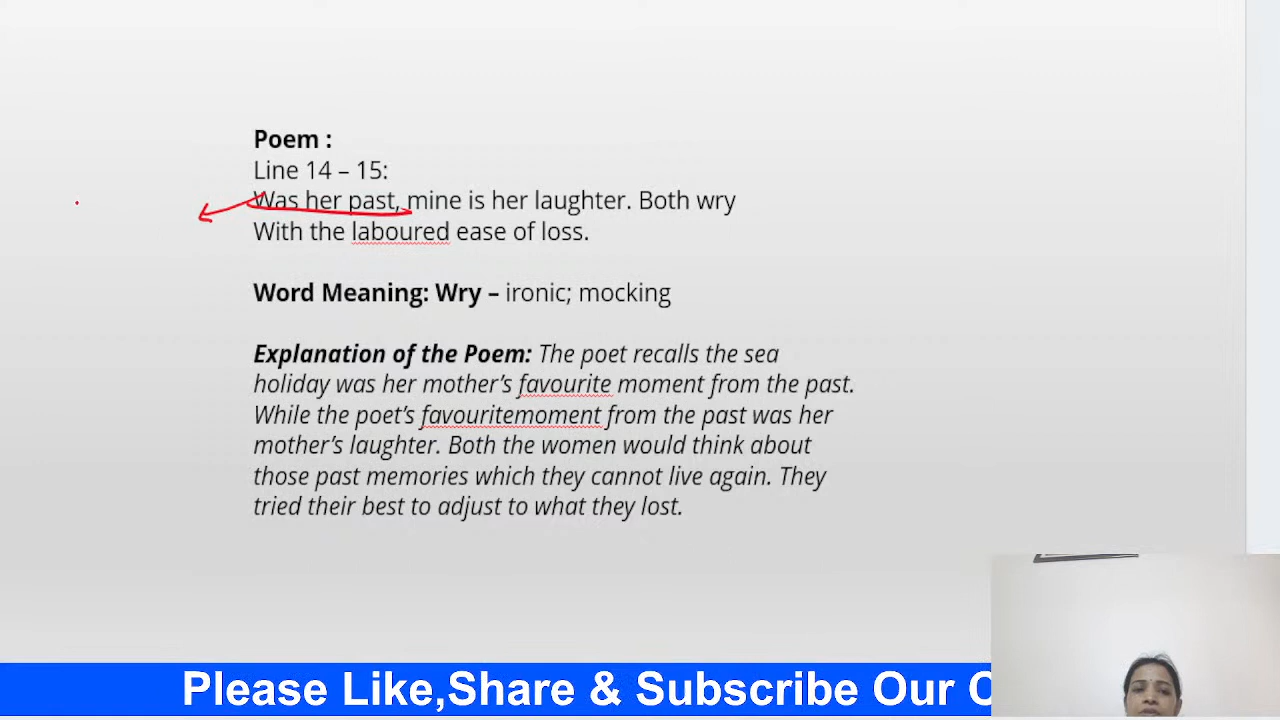 Poem :
Line 14 – 15:
Was her past, mine is her laughter. Both wry
With the laboured ease of loss.
Word Meaning: Wry – ironic; mocking
Explanation of the Poem: The poet recalls the sea
holiday was her mother’s favourite moment from the past.
While the poet’s favouritemoment from the past was her
mother’s laughter. Both the women would think about
those past memories which they cannot live again. They
tried their best to adjust to what they lost.
Please Like,Share & Subscribe Our C